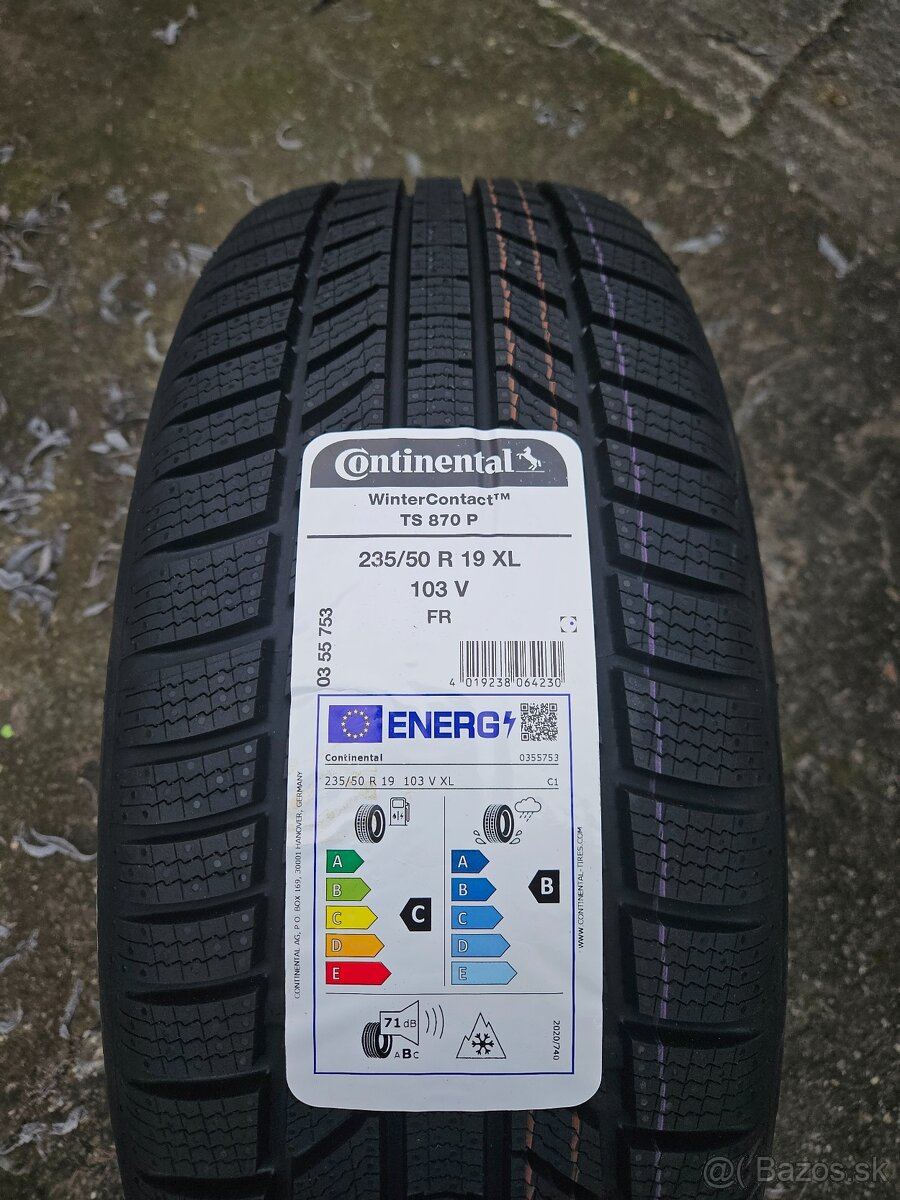 Continental
WinterContact™
TS 870 P
235/50 R 19 XL
103 V
FR
03 55 753
4 019238 064230
ENERG
Continental 0355753
235/50 R 19 103 V XL C1
A A
B B B
C C C
D D
E E
71 dB
ABC
2020/740
CONTINENTAL AG, P.O. BOX 169, 30001 HANOVER, GERMANY
WWW.CONTINENTAL-TIRES.COM
@( Bazos.sk